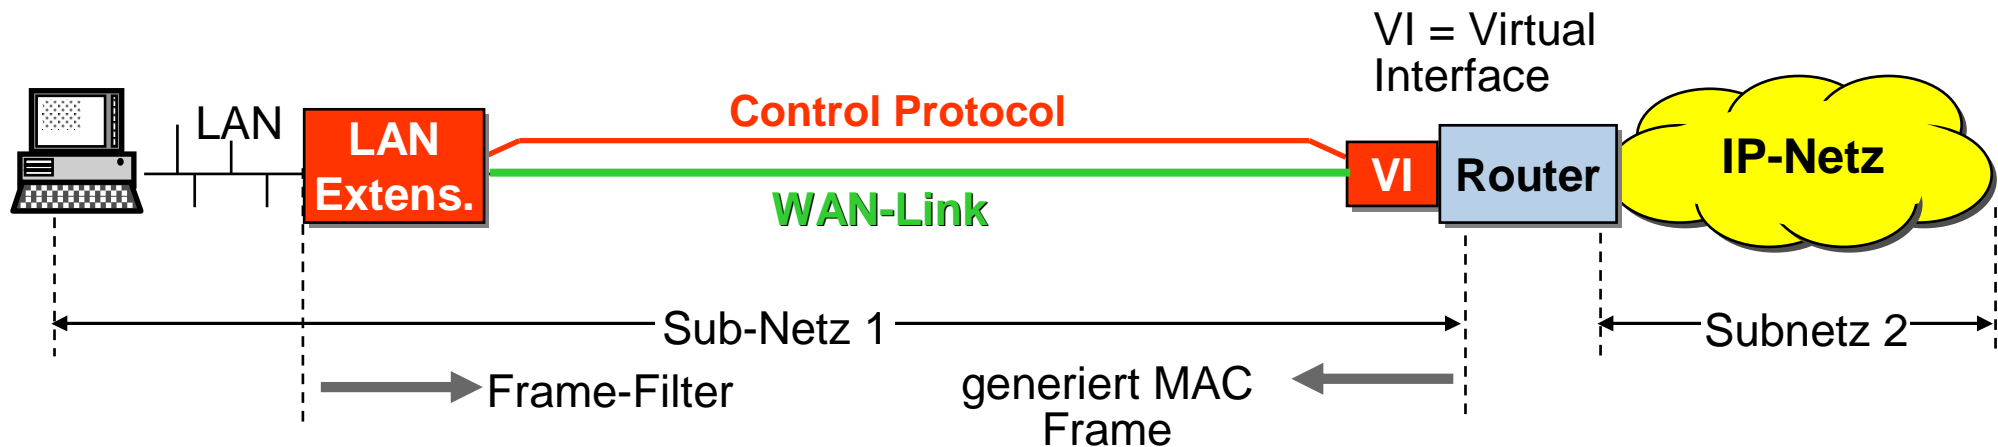 VI = Virtual
Interface
LAN
LAN
Extens.
Control Protocol
WAN-Link
VI
Router
IP-Netz
Sub-Netz 1
Subnetz 2
Frame-Filter
generiert MAC
Frame